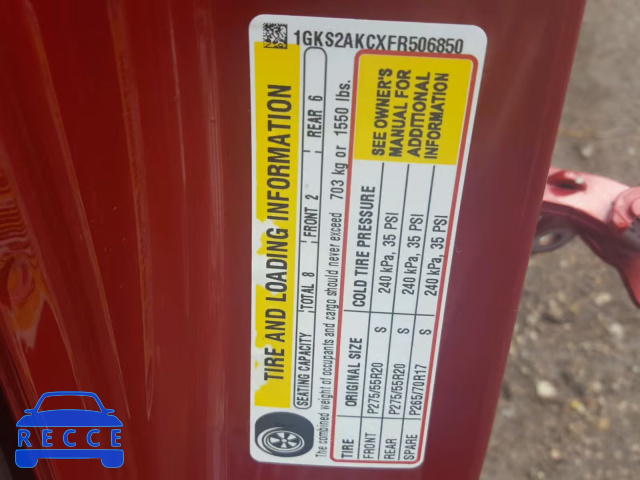 1GKS2AKCXFR506850
TIRE AND LOADING INFORMATION
SEATING CAPACITY TOTAL 8 FRONT 2 REAR 6
The combined weight of occupants and cargo should never exceed 703 kg or 1550 lbs.
TIRE ORIGINAL SIZE COLD TIRE PRESSURE
FRONT P275/55R20 S 240 kPa, 35 PSI
REAR P275/55R20 S 240 kPa, 35 PSI
SPARE P265/70R17 S 240 kPa, 35 PSI
SEE OWNER'S
MANUAL FOR
ADDITIONAL
INFORMATION
RECCE